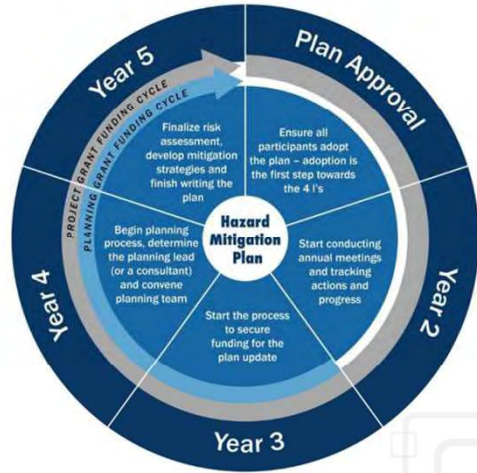 Year 5
Plan Approval
PROJECT GRANT FUNDING CYCLE
PLANNING GRANT FUNDING CYCLE
Finalize risk
assessment,
develop mitigation
strategies and
finish writing the
plan
Ensure all
participants adopt
the plan – adoption is
the first step towards
the 4 I's
Hazard
Mitigation
Plan
Begin planning
process, determine
the planning lead
(or a consultant)
and convene
planning team
Start conducting
annual meetings
and tracking
actions and
progress
Start the process
to secure
funding for the
plan update
Year 4
Year 2
Year 3